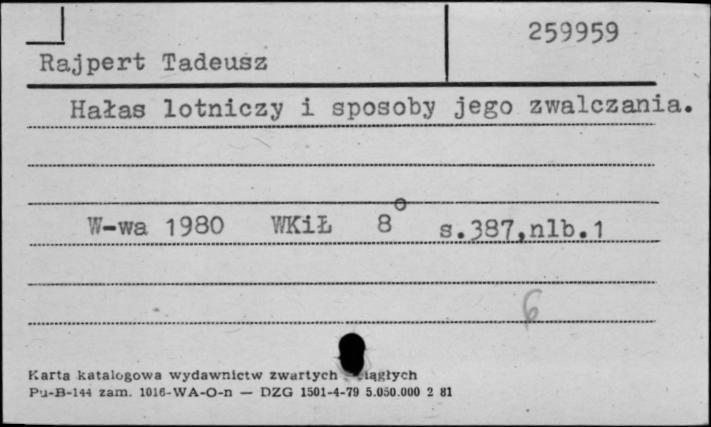 259959
Rajpert Tadeusz
Hałas lotniczy i sposoby jego zwalczania.
W-wa 1980 WKiŁ 8° s.387,nlb.1
6
Karta katalogowa wydawnictw zwartych ciągłych
Pu-B-144 zam. 1016-WA-O-n — DZG 1501-4-79 5.050.000 2 81